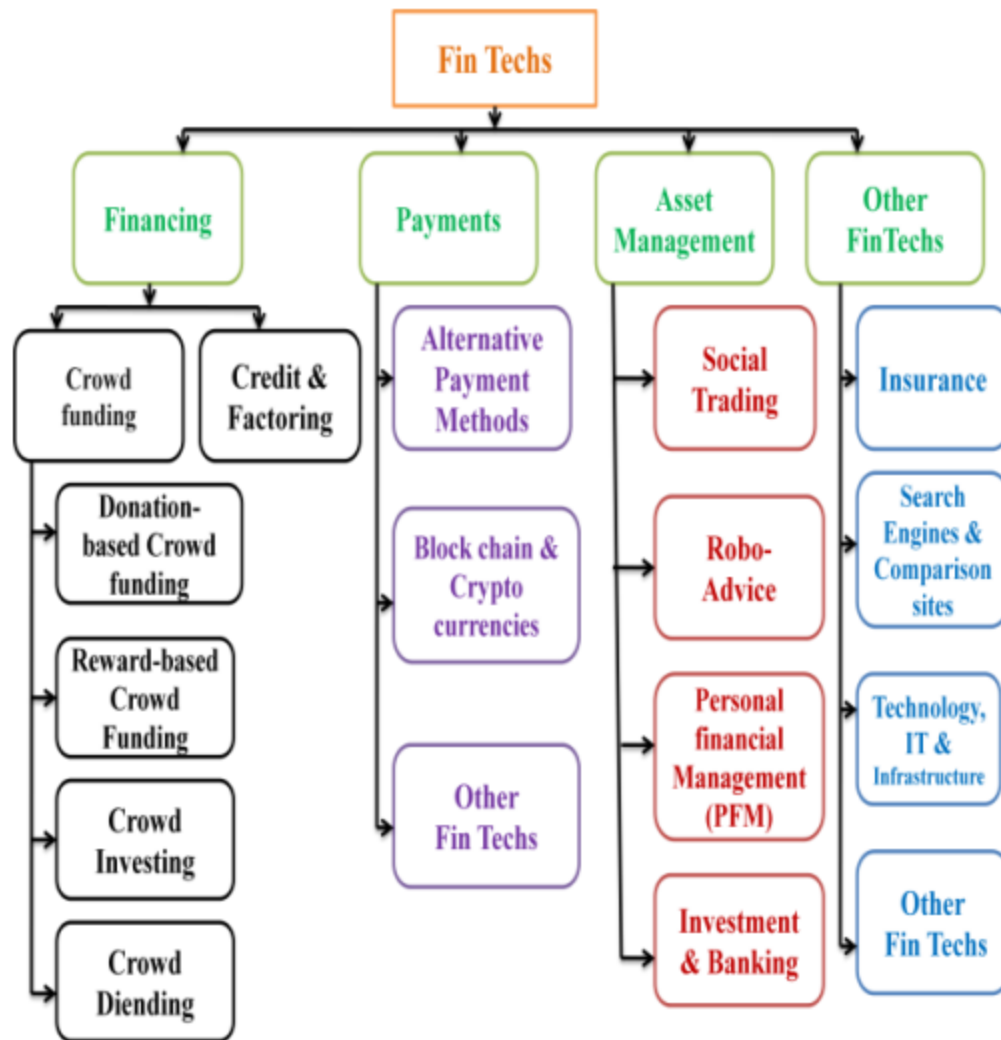 Fin Techs
Financing
Payments
Asset
Management
Other
FinTechs
Crowd
funding
Credit &
Factoring
Donation-
based Crowd
funding
Reward-based
Crowd
Funding
Crowd
Investing
Crowd
Diending
Alternative
Payment
Methods
Block chain &
Crypto
currencies
Other
Fin Techs
Social
Trading
Robo-
Advice
Personal
financial
Management
(PFM)
Investment
& Banking
Insurance
Search
Engines &
Comparison
sites
Technology,
IT &
Infrastructure
Other
Fin Techs